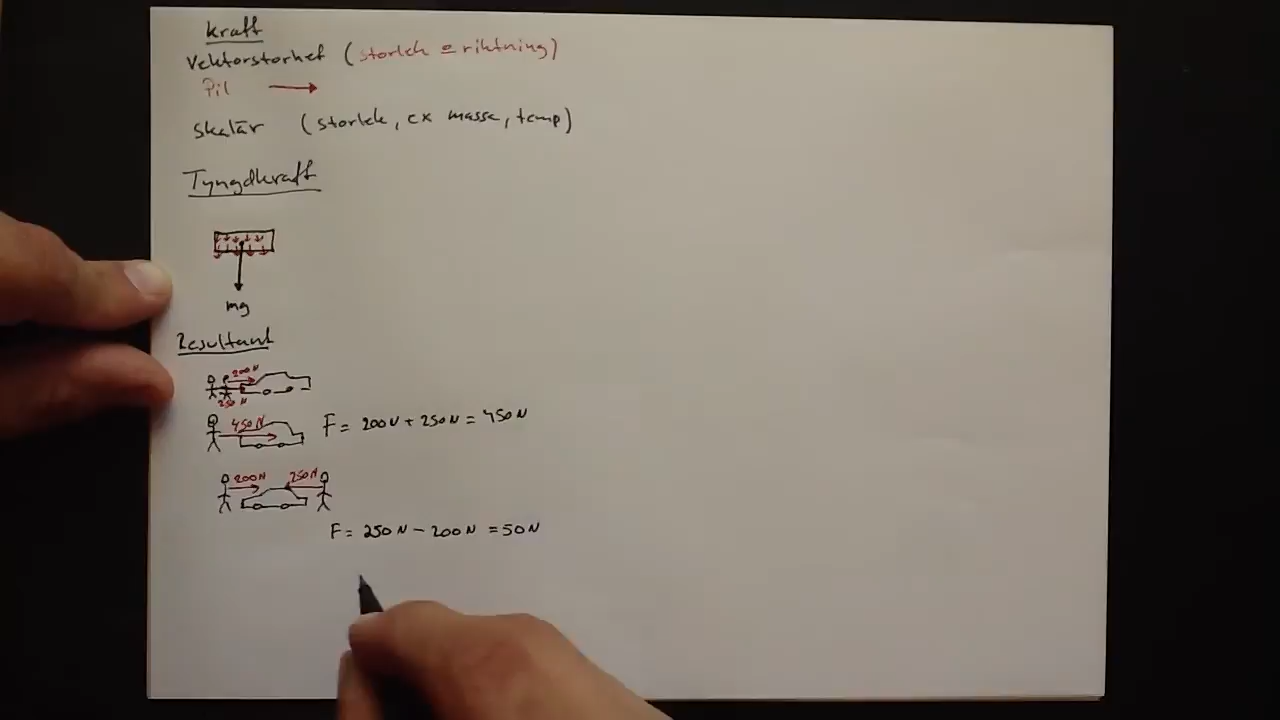 kraft
Vektorstorhet (storlek o riktning)
Pil
Skalär (storlek, ex massa, temp)
Tyngdkraft
mg
Resultant
200N
250N
450N
F = 200N + 250N = 450N
200N 250N
F = 250N - 200N = 50N